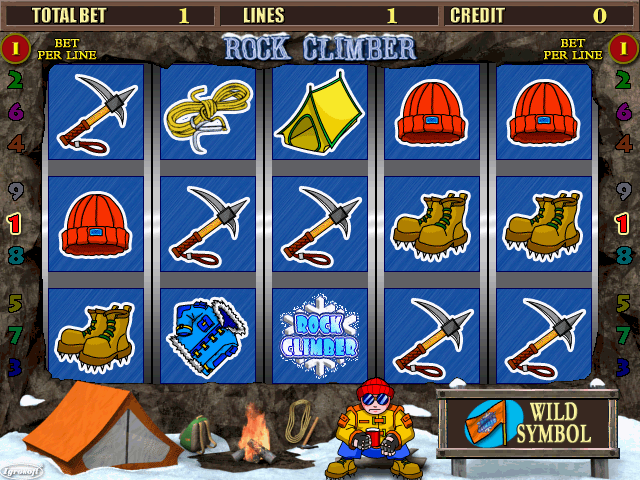 TOTAL BET 1 LINES 1 CREDIT 0
1 BET PER LINE ROCK CLIMBER BET PER LINE 1
2 2
6 6
4 4
9 9
1 1
8 8
5 5
7 7
3 3
ROCK
CLIMBER
WILD
SYMBOL
Igrosoft